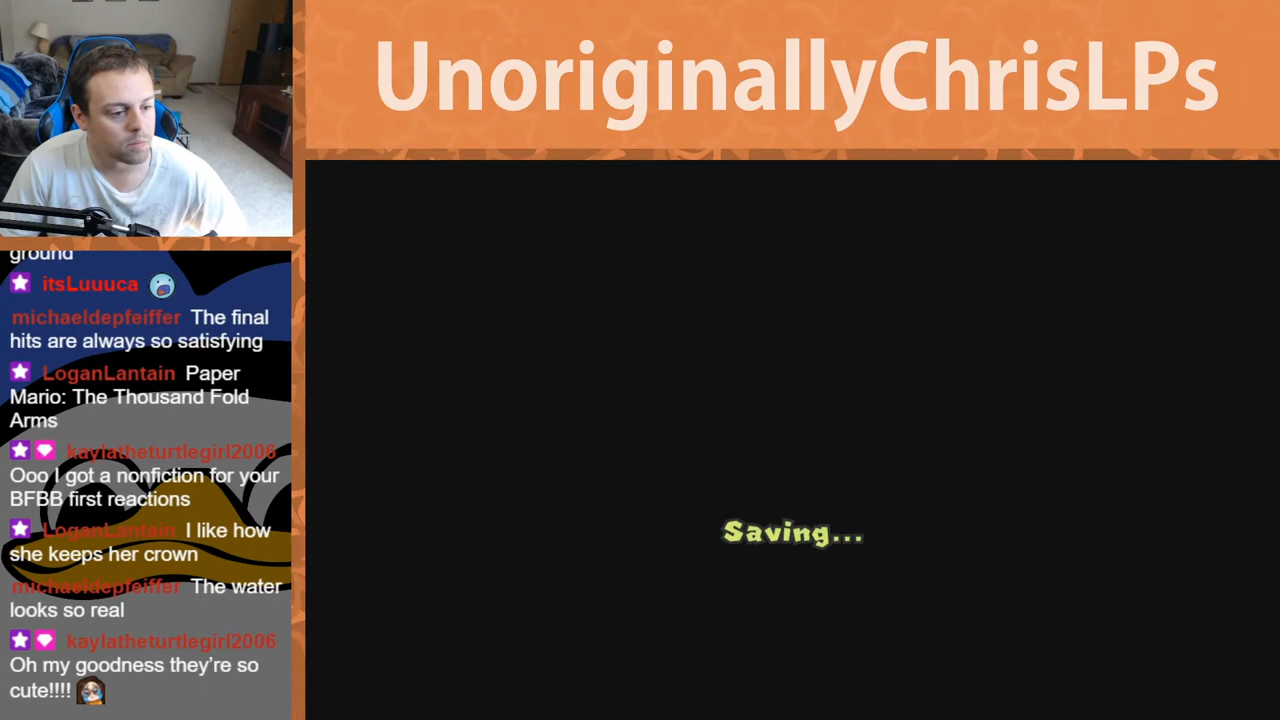 UnoriginallyChrisLPs
ground
itsLuuuca
michaeldepfeiffer The final
hits are always so satisfying
LoganLantain Paper
Mario: The Thousand Fold
Arms
kaylatheturtlegirl2006
Ooo I got a nonfiction for your
BFBB first reactions
LoganLantain I like how
she keeps her crown
michaeldepfeiffer The water
looks so real
kaylatheturtlegirl2006
Oh my goodness they're so
cute!!!!
Saving...